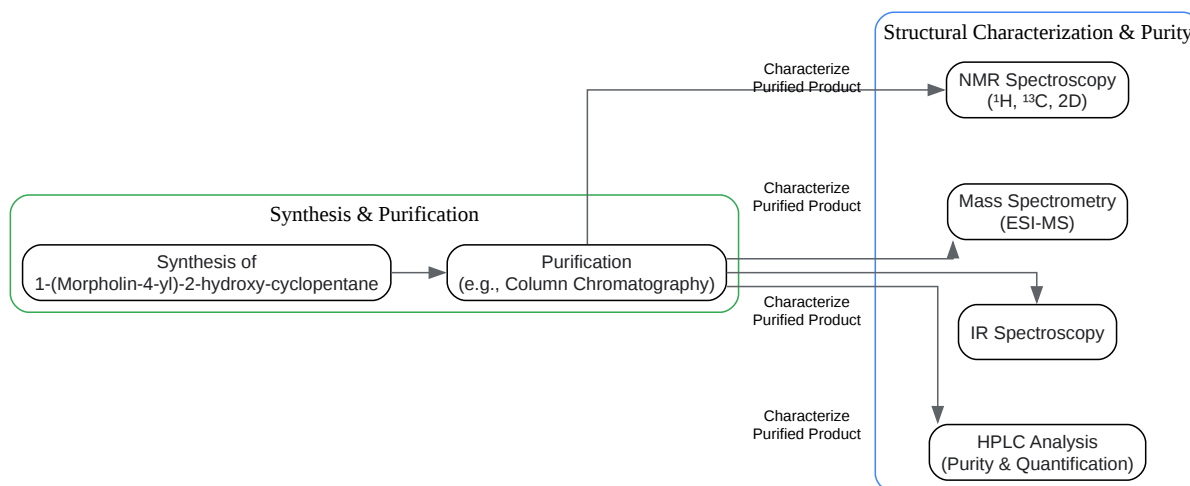 Structural Characterization & Purity
Characterize
Purified Product
NMR Spectroscopy
(¹H, ¹³C, 2D)
Characterize
Purified Product
Mass Spectrometry
(ESI-MS)
Synthesis & Purification
Synthesis of
1-(Morpholin-4-yl)-2-hydroxy-cyclopentane
Purification
(e.g., Column Chromatography)
Characterize
Purified Product
IR Spectroscopy
Characterize
Purified Product
HPLC Analysis
(Purity & Quantification)